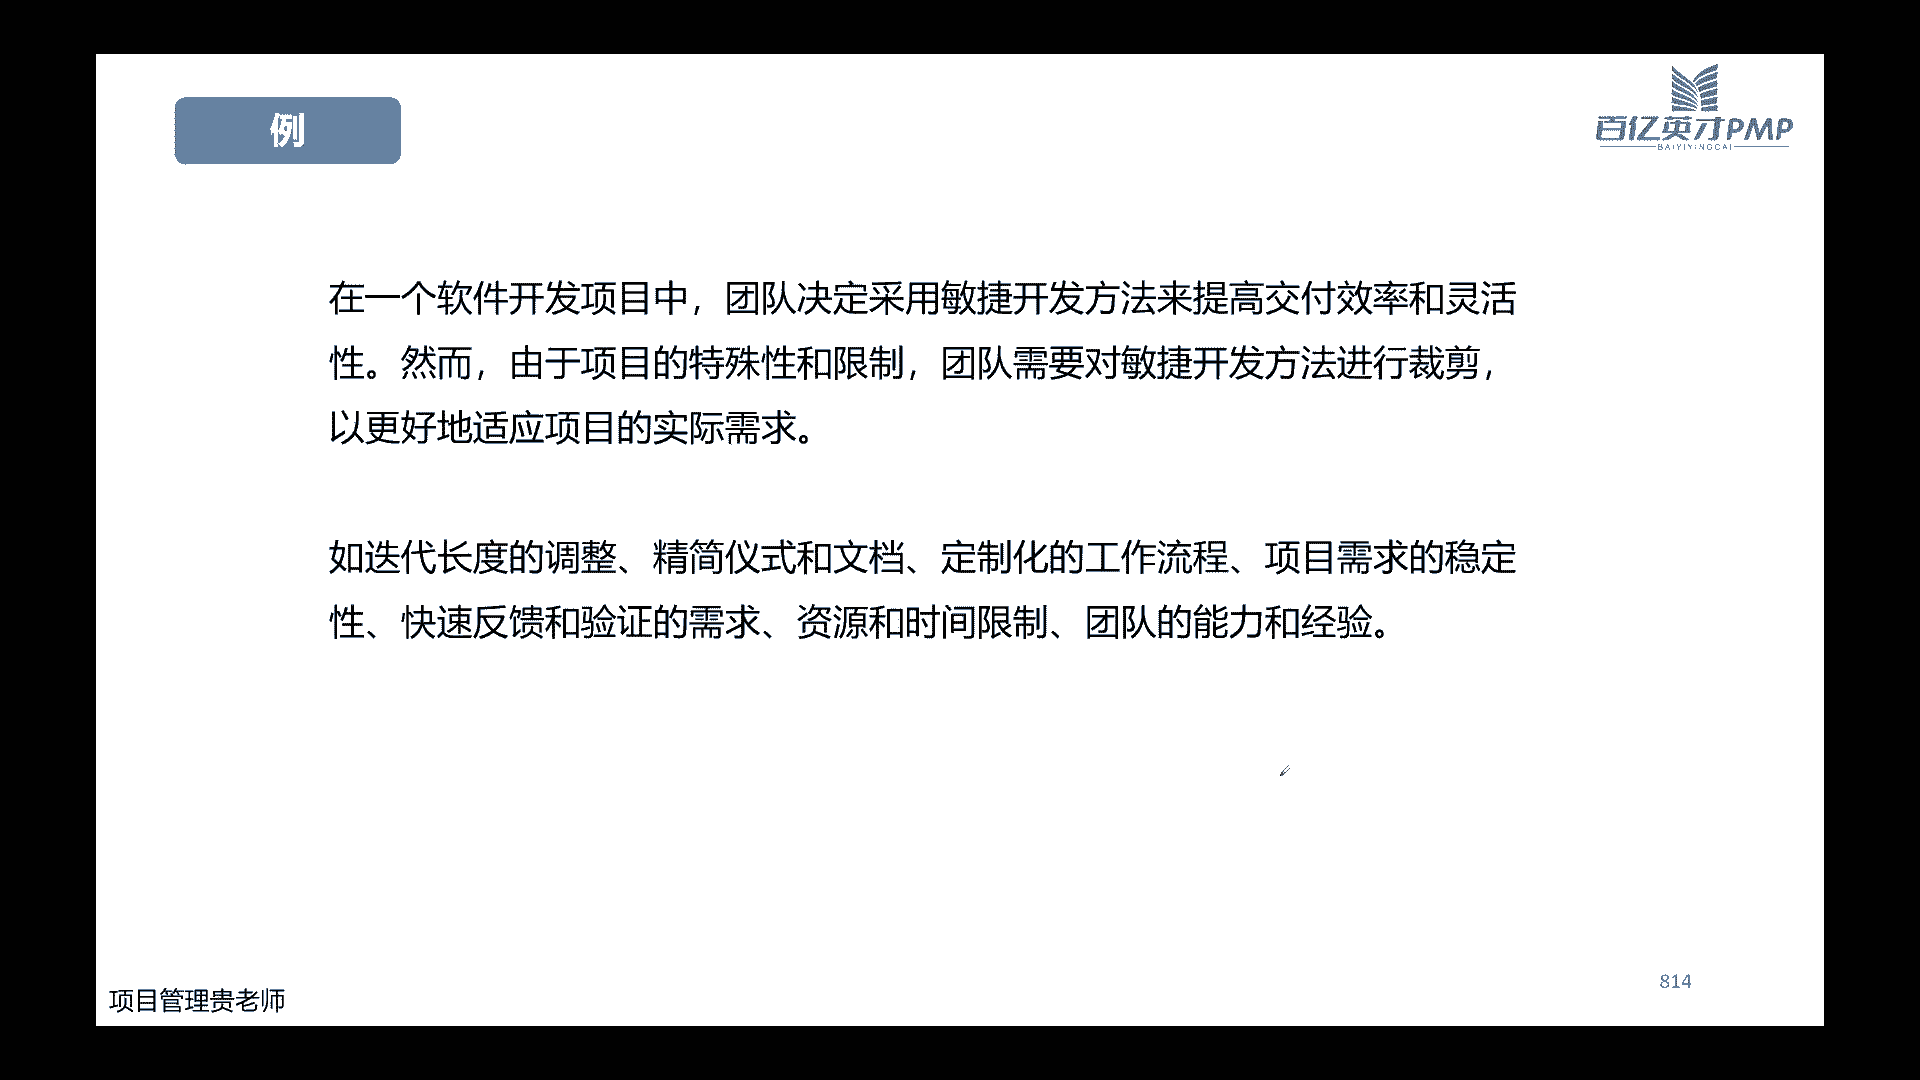 例
百亿英才PMP
BAIYIYINGCAI
在一个软件开发项目中，团队决定采用敏捷开发方法来提高交付效率和灵活
性。然而，由于项目的特殊性和限制，团队需要对敏捷开发方法进行裁剪，
以更好地适应项目的实际需求。
如迭代长度的调整、精简仪式和文档、定制化的工作流程、项目需求的稳定
性、快速反馈和验证的需求、资源和时间限制、团队的能力和经验。
814
项目管理贵老师